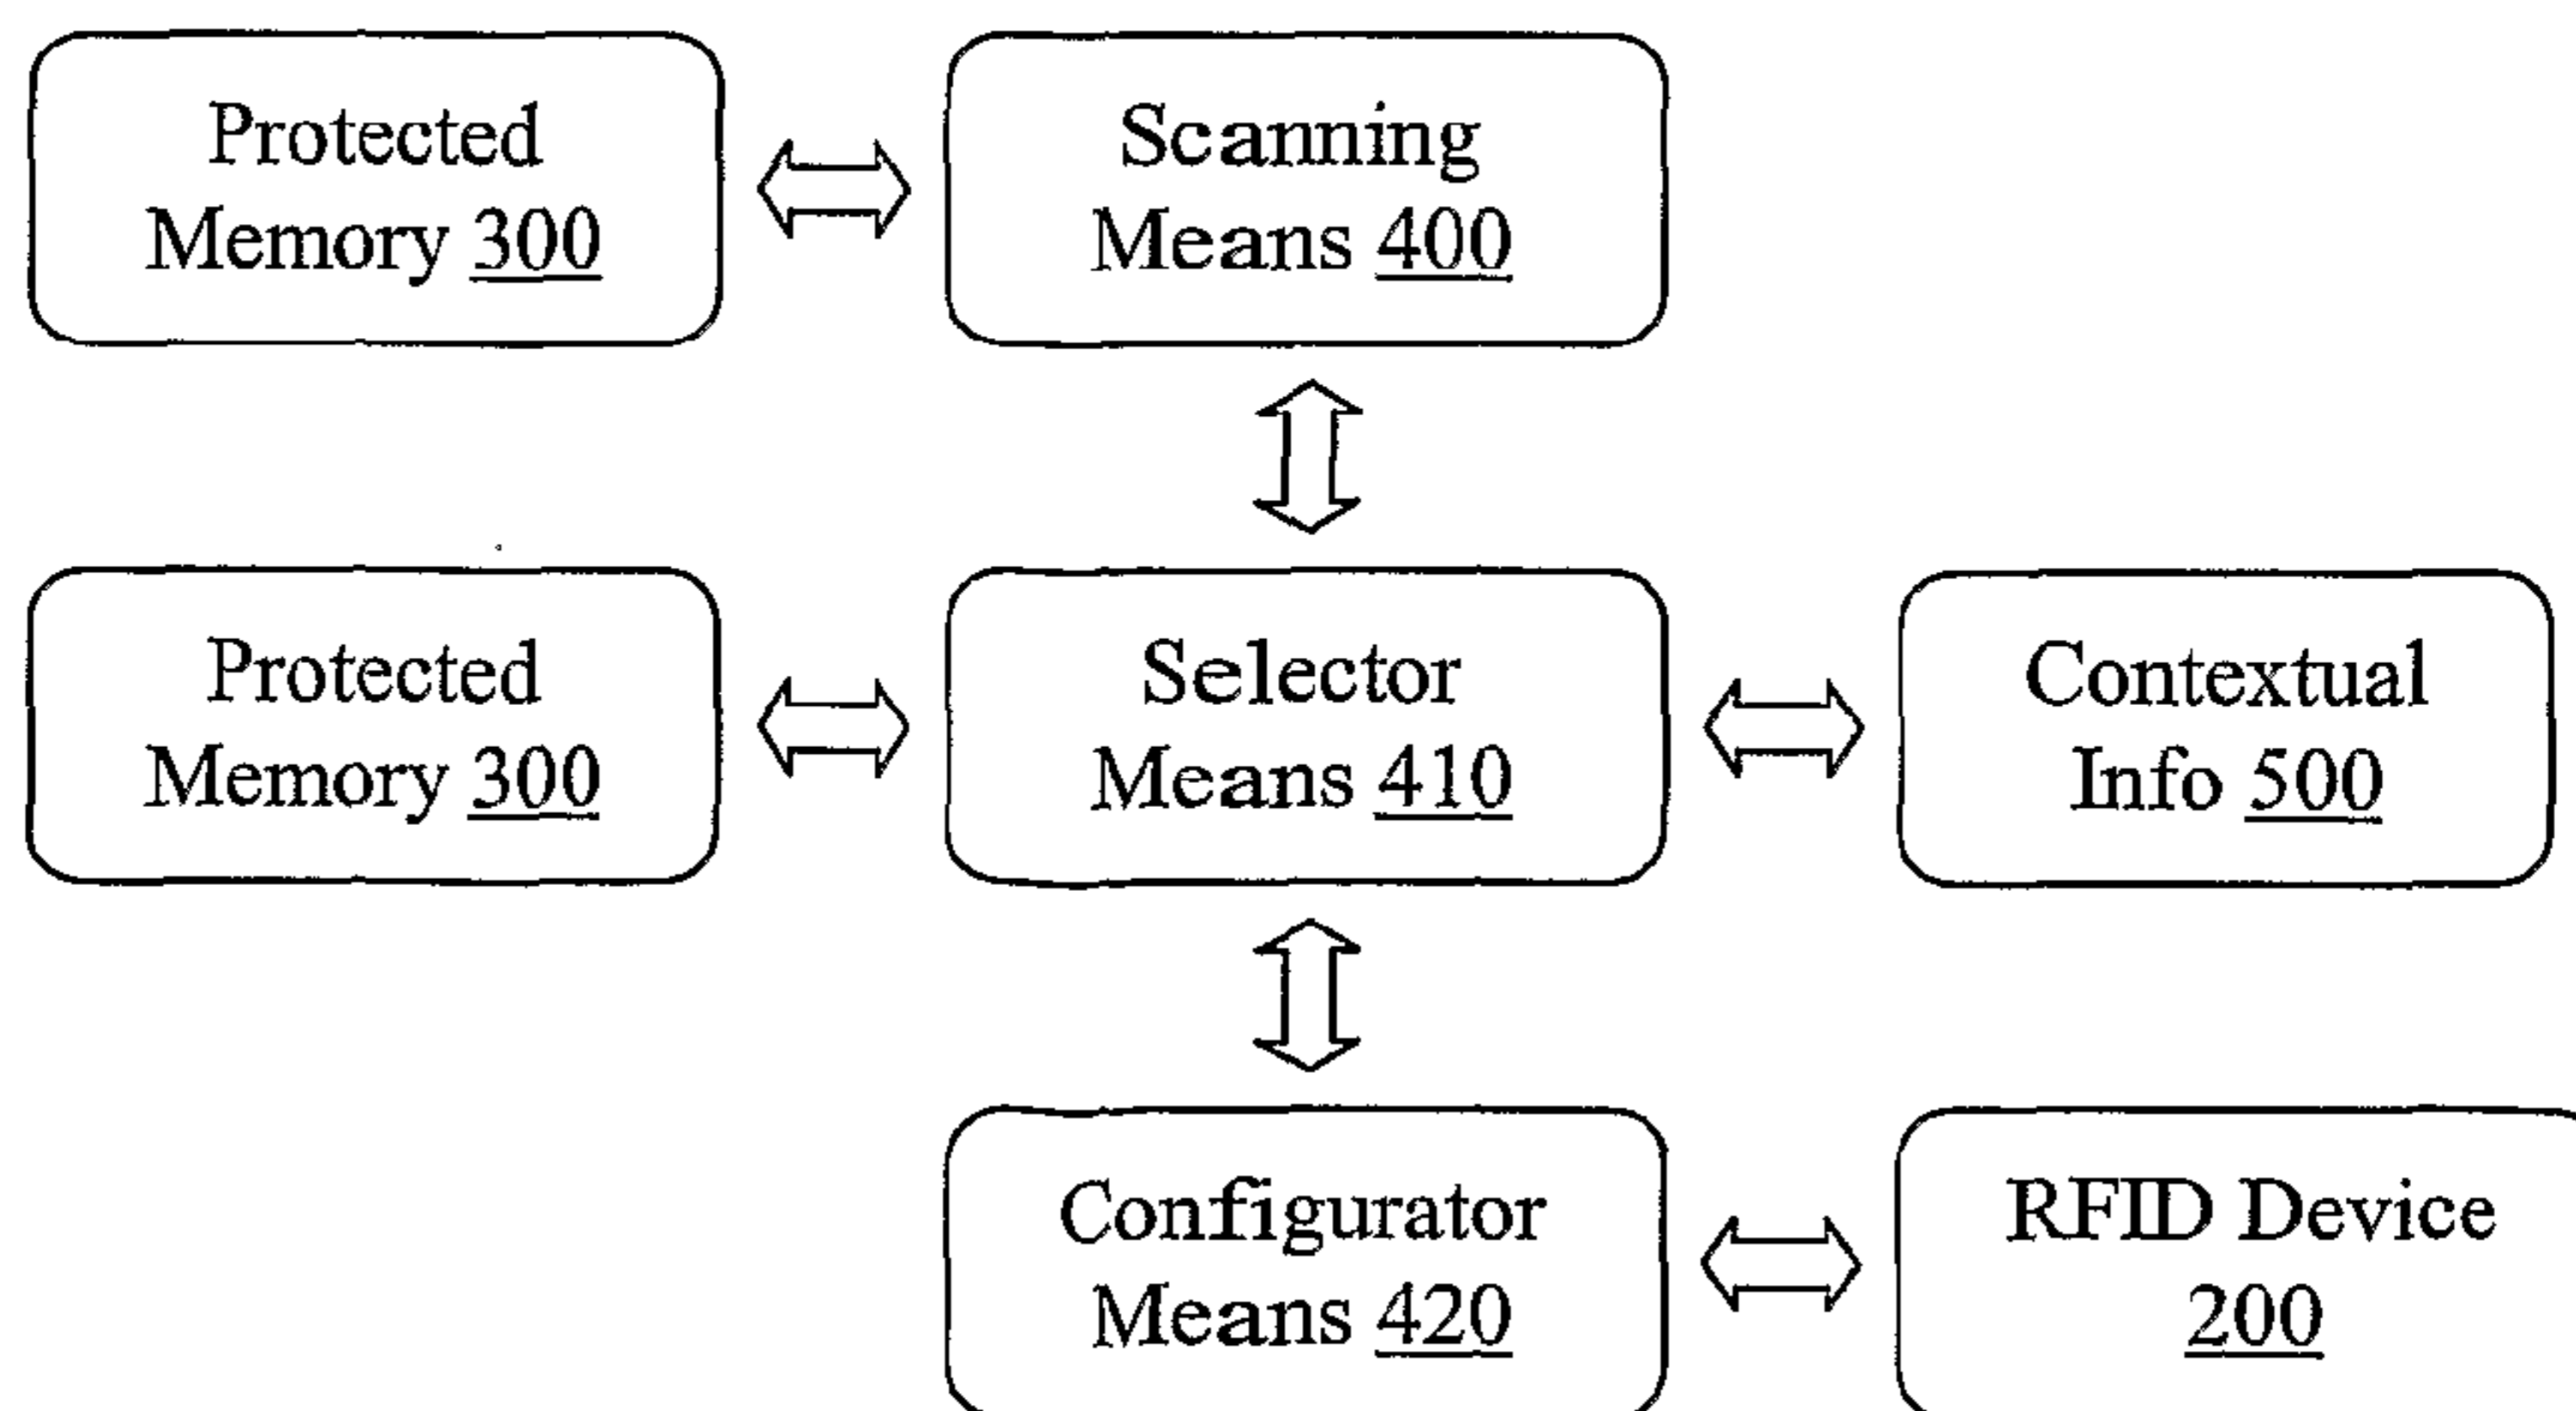 Protected
Memory 300
Scanning
Means 400
Protected
Memory 300
Selector
Means 410
Contextual
Info 500
Configurator
Means 420
RFID Device
200